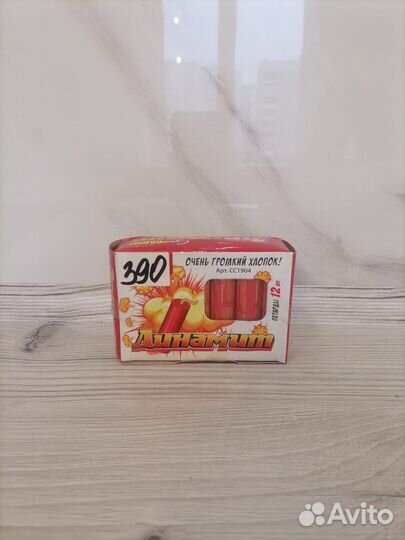 390
ОЧЕНЬ ГРОМКИЙ ХЛОПОК!
Арт. СС1904
ПЕТАРДЫ 12 шт.
Динамит
Avito